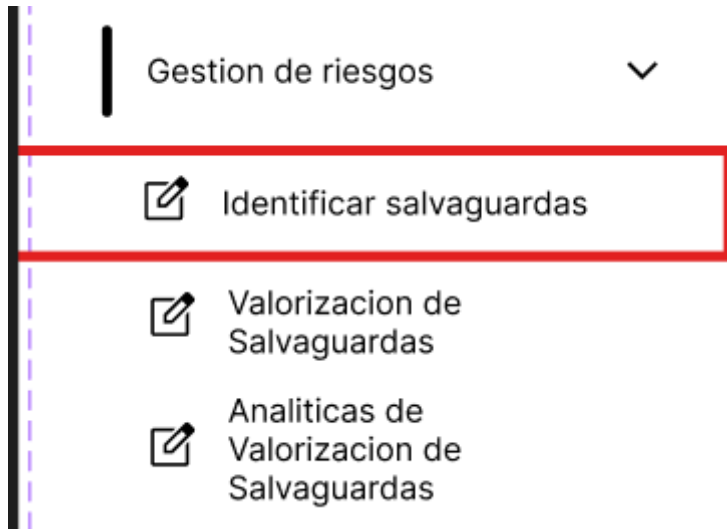 Gestion de riesgos
Identificar salvaguardas
Valorizacion de
Salvaguardas
Analiticas de
Valorizacion de
Salvaguardas